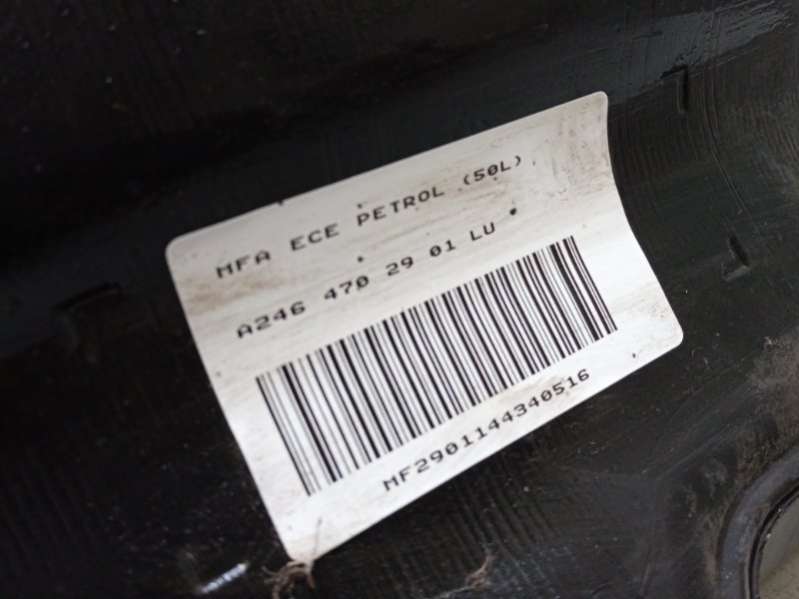 MFA ECE PETROL (50L)
A246 470 29 01 LU
MF2901144340516